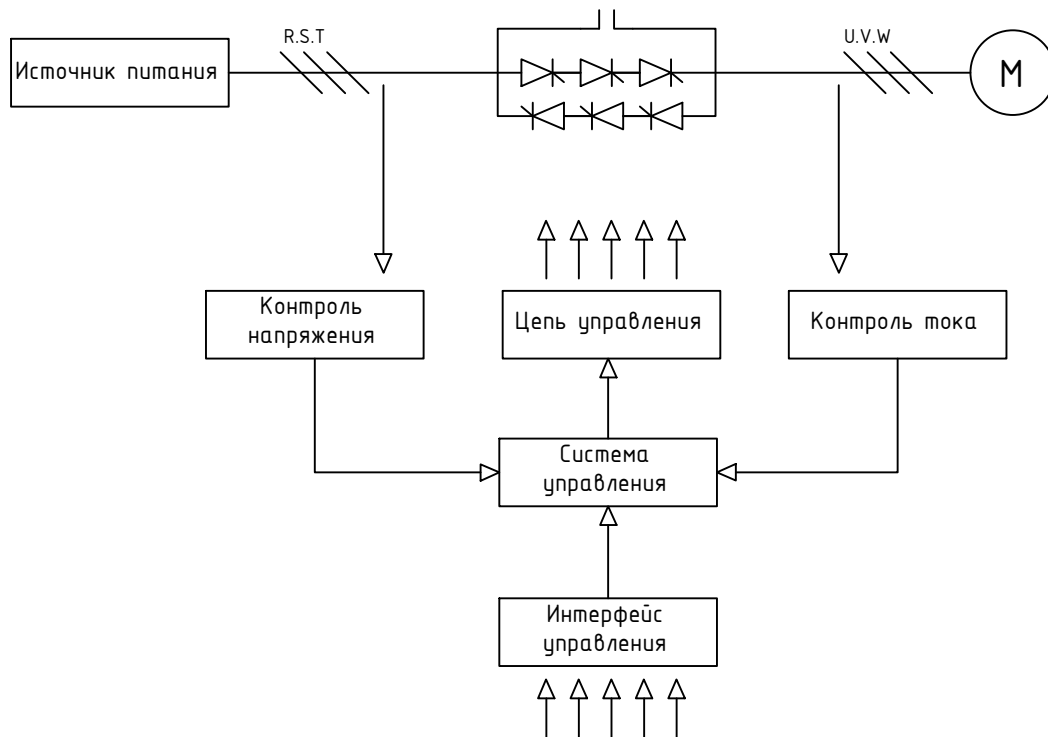 R.S.T
U.V.W
Источник питания
M
Контроль
напряжения
Цепь управления
Контроль тока
Система
управления
Интерфейс
управления